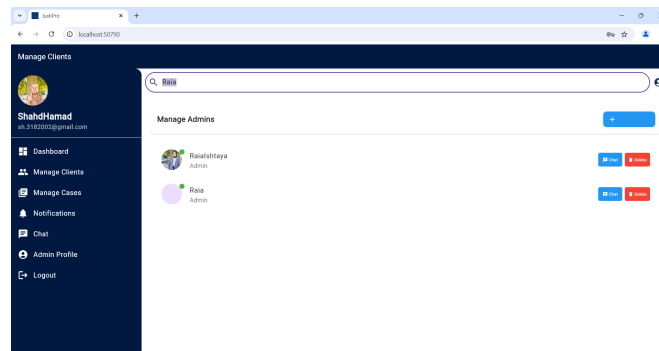 JustPro
localhost:50790
Manage Clients
Raia
ShahdHamad
sh.3182002@gmail.com
Manage Admins
+
Dashboard
RaiaIshtaya
Admin
Chat
Delete
Manage Clients
Manage Cases
Raia
Admin
Chat
Delete
Notifications
Chat
Admin Profile
Logout